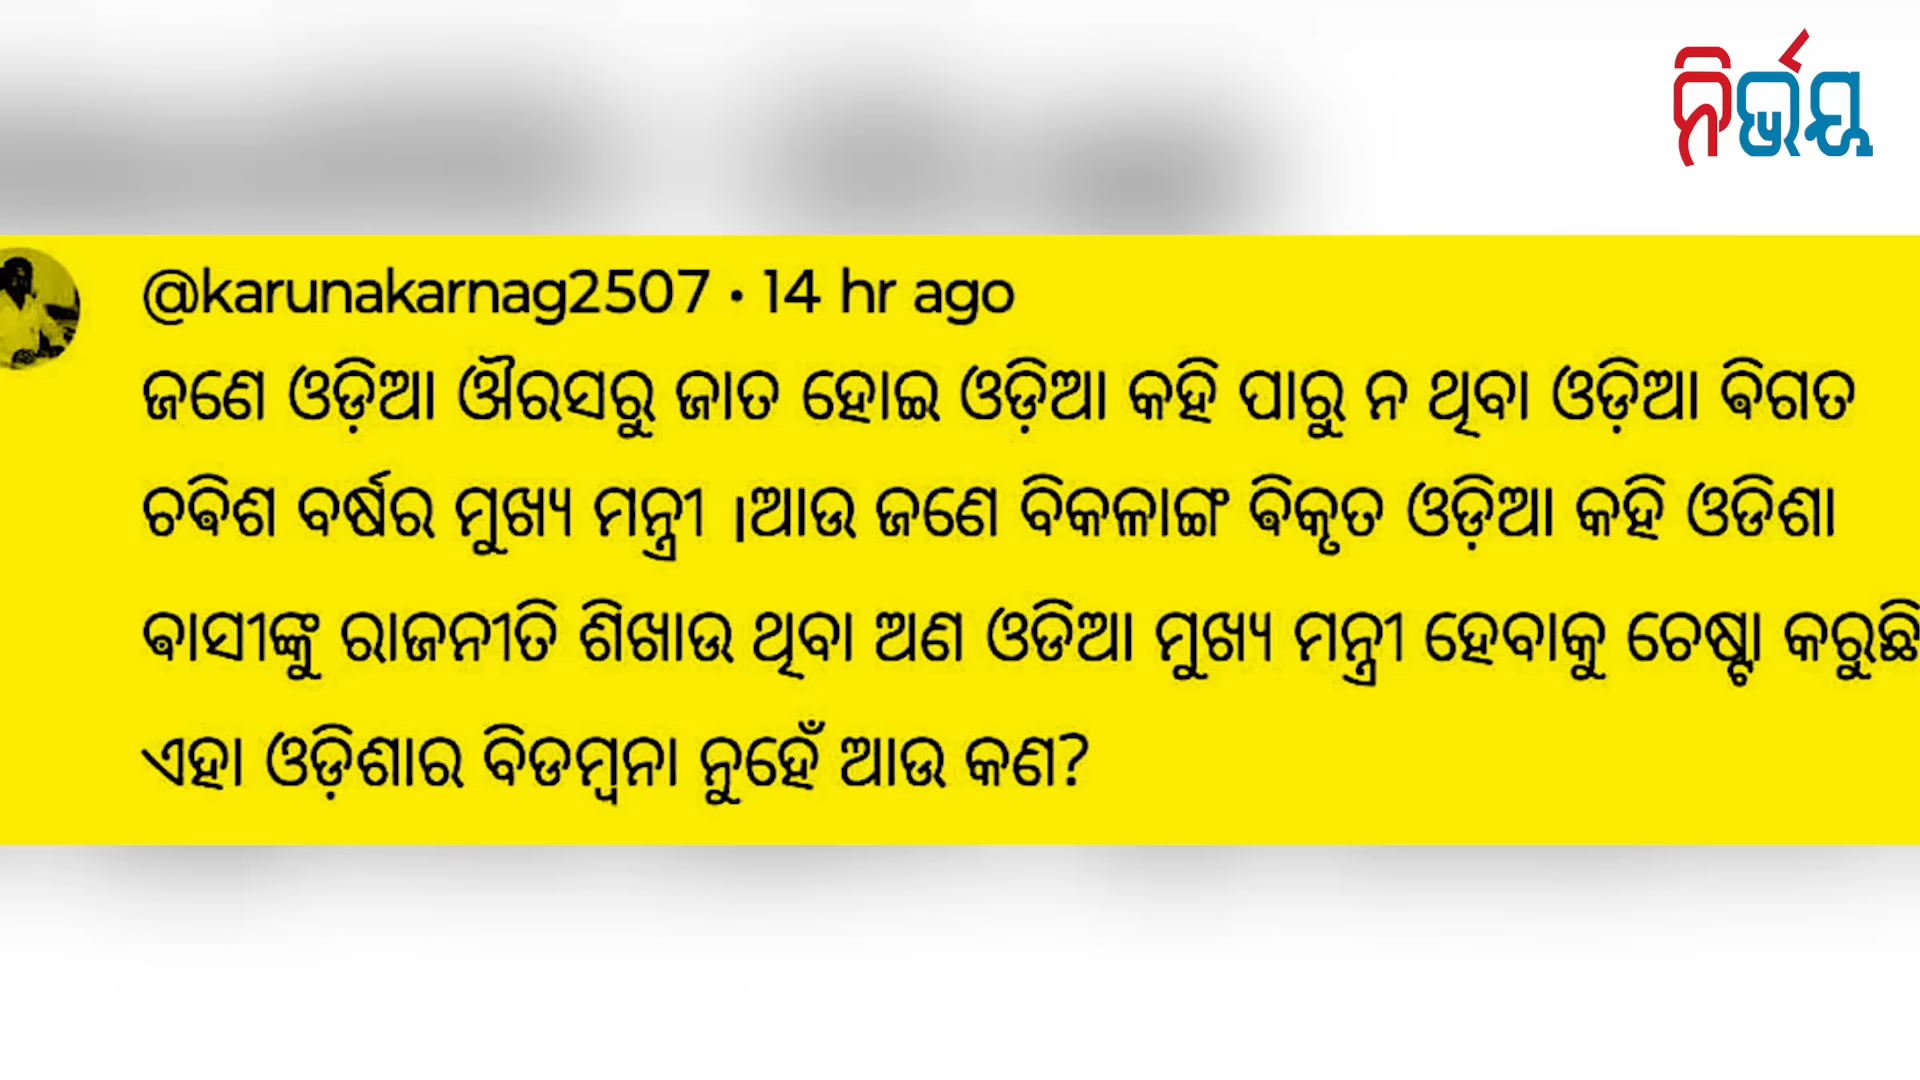 ନିର୍ଭୟ
@karunakarnag2507 • 14 hr ago
ଜଣେ ଓଡ଼ିଆ ଔରସରୁ ଜାତ ହୋଇ ଓଡ଼ିଆ କହି ପାରୁ ନ ଥିବା ଓଡ଼ିଆ ଵିଗତ
ଚଵିଶ ବର୍ଷର ମୁଖ୍ୟ ମନ୍ତ୍ରୀ ।ଆଉ ଜଣେ ବିକଳାଙ୍ଗ ଵିକୃତ ଓଡ଼ିଆ କହି ଓଡିଶା
ଵାସୀଙ୍କୁ ରାଜନୀତି ଶିଖାଉ ଥିବା ଅଣ ଓଡିଆ ମୁଖ୍ୟ ମନ୍ତ୍ରୀ ହେବାକୁ ଚେଷ୍ଟା କରୁଛି
ଏହା ଓଡ଼ିଶାର ବିଡମ୍ବନା ନୁହେଁ ଆଉ କଣ?